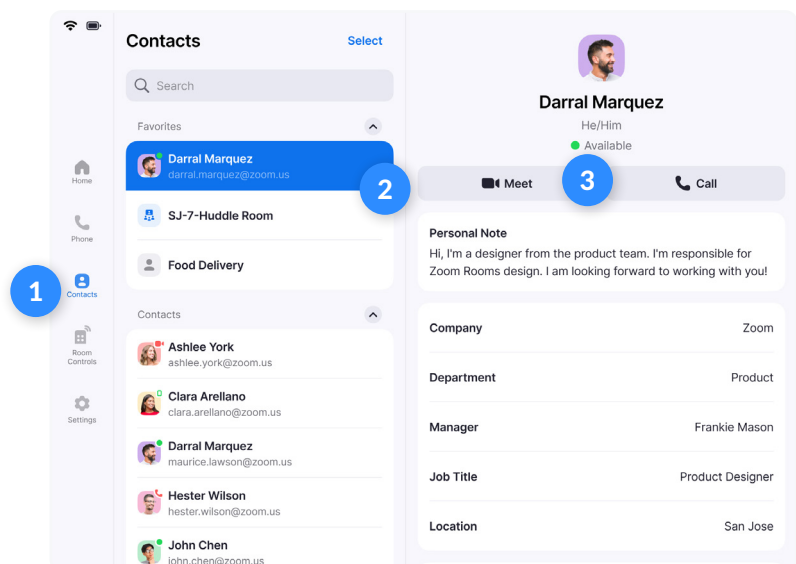 Contacts
Select
Search
Favorites
Darral Marquez
darral.marquez@zoom.us
SJ-7-Huddle Room
Food Delivery
Contacts
Ashlee York
ashlee.york@zoom.us
Clara Arellano
clara.arellano@zoom.us
Darral Marquez
maurice.lawson@zoom.us
Hester Wilson
hester.wilson@zoom.us
John Chen
john.chen@zoom.us
Home
Phone
1
Contacts
Room
Controls
Settings
2
Darral Marquez
He/Him
Available
Meet
3
Call
Personal Note
Hi, I'm a designer from the product team. I'm responsible for
Zoom Rooms design. I am looking forward to working with you!
Company Zoom
Department Product
Manager Frankie Mason
Job Title Product Designer
Location San Jose